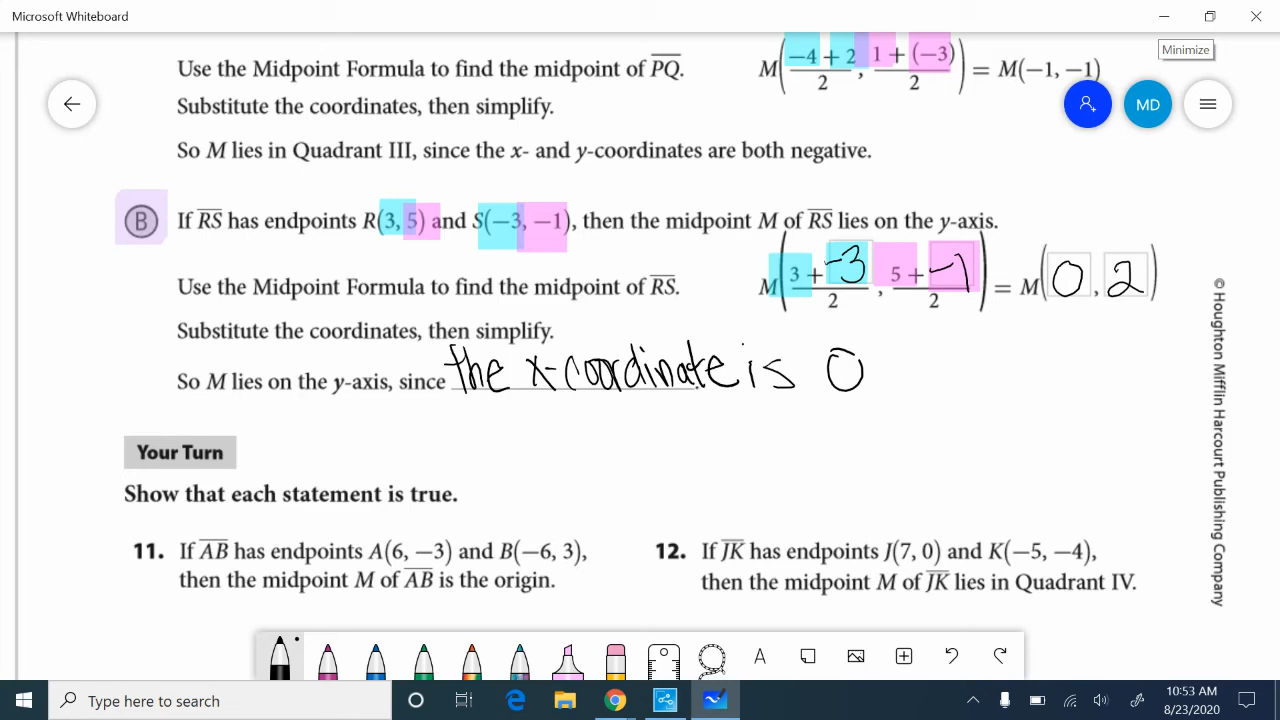 Microsoft Whiteboard
Minimize
Use the Midpoint Formula to find the midpoint of PQ.
M(−4 + 2/2, 1 + (−3)/2) = M(−1, −1)
Substitute the coordinates, then simplify.
MD
So M lies in Quadrant III, since the x- and y-coordinates are both negative.
B If RS has endpoints R(3, 5) and S(−3, −1), then the midpoint M of RS lies on the y-axis.
Use the Midpoint Formula to find the midpoint of RS.
M(3 + -3/2, 5 + -1/2) = M(0, 2)
Substitute the coordinates, then simplify.
So M lies on the y-axis, since the x-coordinate is 0.
© Houghton Mifflin Harcourt Publishing Company
Your Turn
Show that each statement is true.
11. If AB has endpoints A(6, −3) and B(−6, 3),
then the midpoint M of AB is the origin.
12. If JK has endpoints J(7, 0) and K(−5, −4),
then the midpoint M of JK lies in Quadrant IV.
A
Type here to search
10:53 AM
8/23/2020